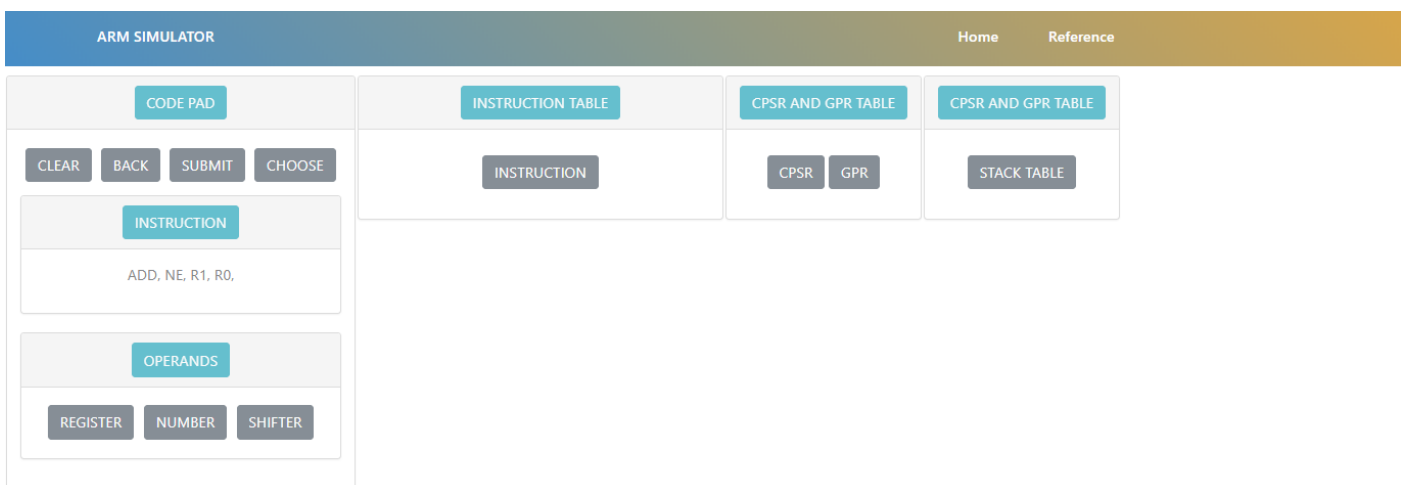 ARM SIMULATOR Home Reference
CODE PAD
CLEAR BACK SUBMIT CHOOSE
INSTRUCTION
ADD, NE, R1, R0,
OPERANDS
REGISTER NUMBER SHIFTER
INSTRUCTION TABLE
INSTRUCTION
CPSR AND GPR TABLE
CPSR GPR
CPSR AND GPR TABLE
STACK TABLE